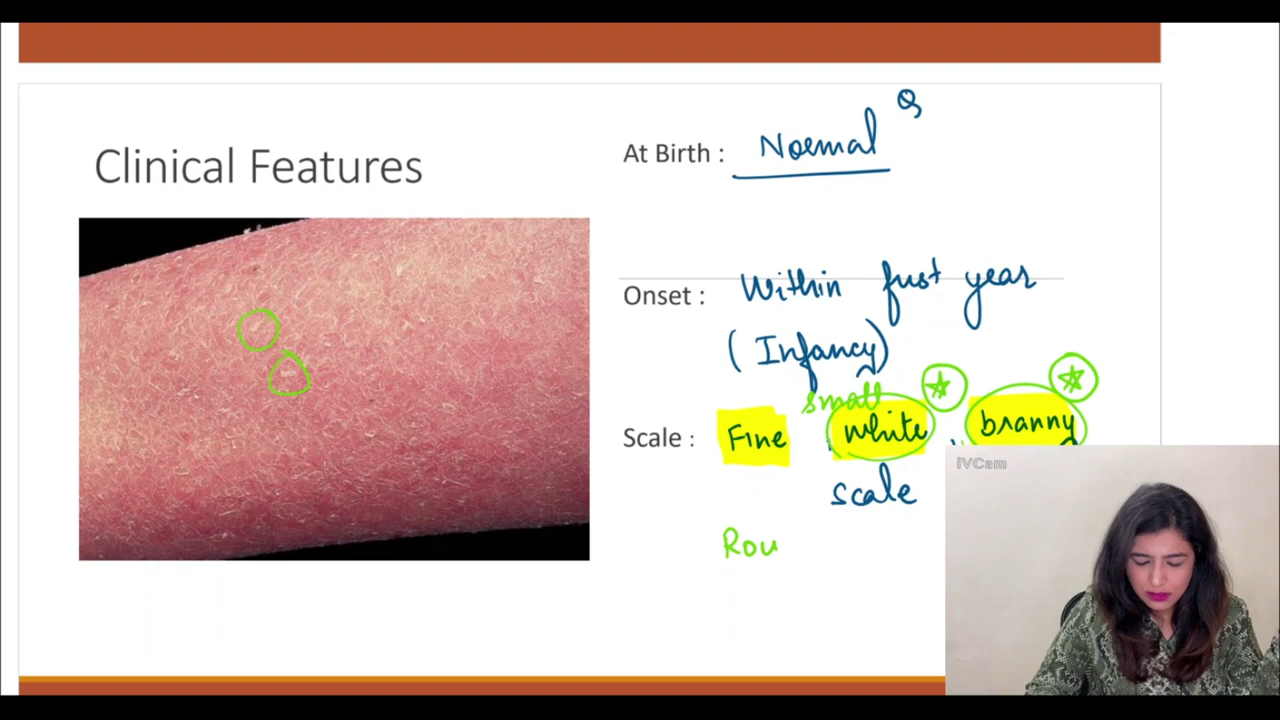 Clinical Features
At Birth : Normal
Onset : Within first year
(Infancy)
small
Scale : Fine white branny
scale
Rou
iVCam